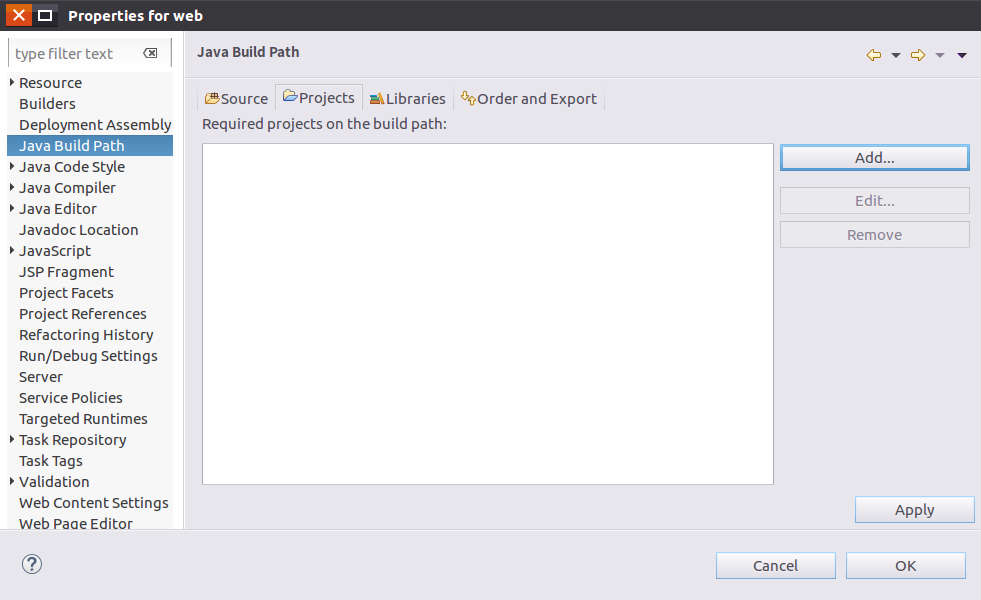 Properties for web
type filter text
Resource
Builders
Deployment Assembly
Java Build Path
Java Code Style
Java Compiler
Java Editor
Javadoc Location
JavaScript
JSP Fragment
Project Facets
Project References
Refactoring History
Run/Debug Settings
Server
Service Policies
Targeted Runtimes
Task Repository
Task Tags
Validation
Web Content Settings
Web Page Editor
Java Build Path
Source Projects Libraries Order and Export
Required projects on the build path:
Add...
Edit...
Remove
Apply
?
Cancel OK